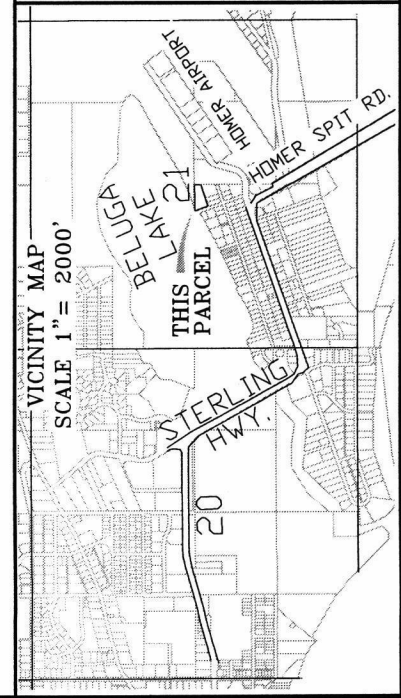 VICINITY MAP
SCALE 1"= 2000'
BELUGA
LAKE
21
HOMER AIRPORT
HOMER SPIT RD.
THIS
PARCEL
STERLING
HWY.
20